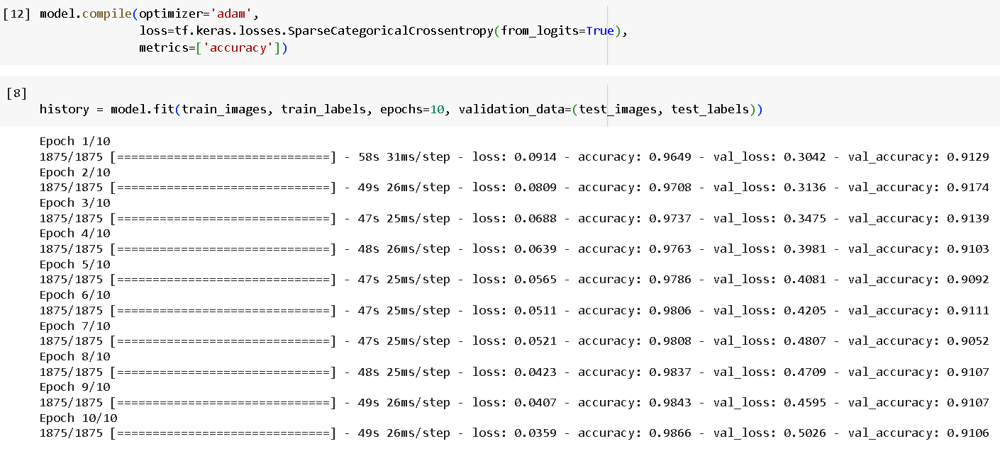 [12] model.compile(optimizer='adam',
loss=tf.keras.losses.SparseCategoricalCrossentropy(from_logits=True),
metrics=['accuracy'])
[8]
history = model.fit(train_images, train_labels, epochs=10, validation_data=(test_images, test_labels))
Epoch 1/10
1875/1875 [==============================] - 58s 31ms/step - loss: 0.0914 - accuracy: 0.9649 - val_loss: 0.3042 - val_accuracy: 0.9129
Epoch 2/10
1875/1875 [==============================] - 49s 26ms/step - loss: 0.0809 - accuracy: 0.9708 - val_loss: 0.3136 - val_accuracy: 0.9174
Epoch 3/10
1875/1875 [==============================] - 47s 25ms/step - loss: 0.0688 - accuracy: 0.9737 - val_loss: 0.3475 - val_accuracy: 0.9139
Epoch 4/10
1875/1875 [==============================] - 48s 26ms/step - loss: 0.0639 - accuracy: 0.9763 - val_loss: 0.3981 - val_accuracy: 0.9103
Epoch 5/10
1875/1875 [==============================] - 47s 25ms/step - loss: 0.0565 - accuracy: 0.9786 - val_loss: 0.4081 - val_accuracy: 0.9092
Epoch 6/10
1875/1875 [==============================] - 47s 25ms/step - loss: 0.0511 - accuracy: 0.9806 - val_loss: 0.4205 - val_accuracy: 0.9111
Epoch 7/10
1875/1875 [==============================] - 47s 25ms/step - loss: 0.0521 - accuracy: 0.9808 - val_loss: 0.4807 - val_accuracy: 0.9052
Epoch 8/10
1875/1875 [==============================] - 48s 25ms/step - loss: 0.0423 - accuracy: 0.9837 - val_loss: 0.4709 - val_accuracy: 0.9107
Epoch 9/10
1875/1875 [==============================] - 49s 26ms/step - loss: 0.0407 - accuracy: 0.9843 - val_loss: 0.4595 - val_accuracy: 0.9107
Epoch 10/10
1875/1875 [==============================] - 49s 26ms/step - loss: 0.0359 - accuracy: 0.9866 - val_loss: 0.5026 - val_accuracy: 0.9106